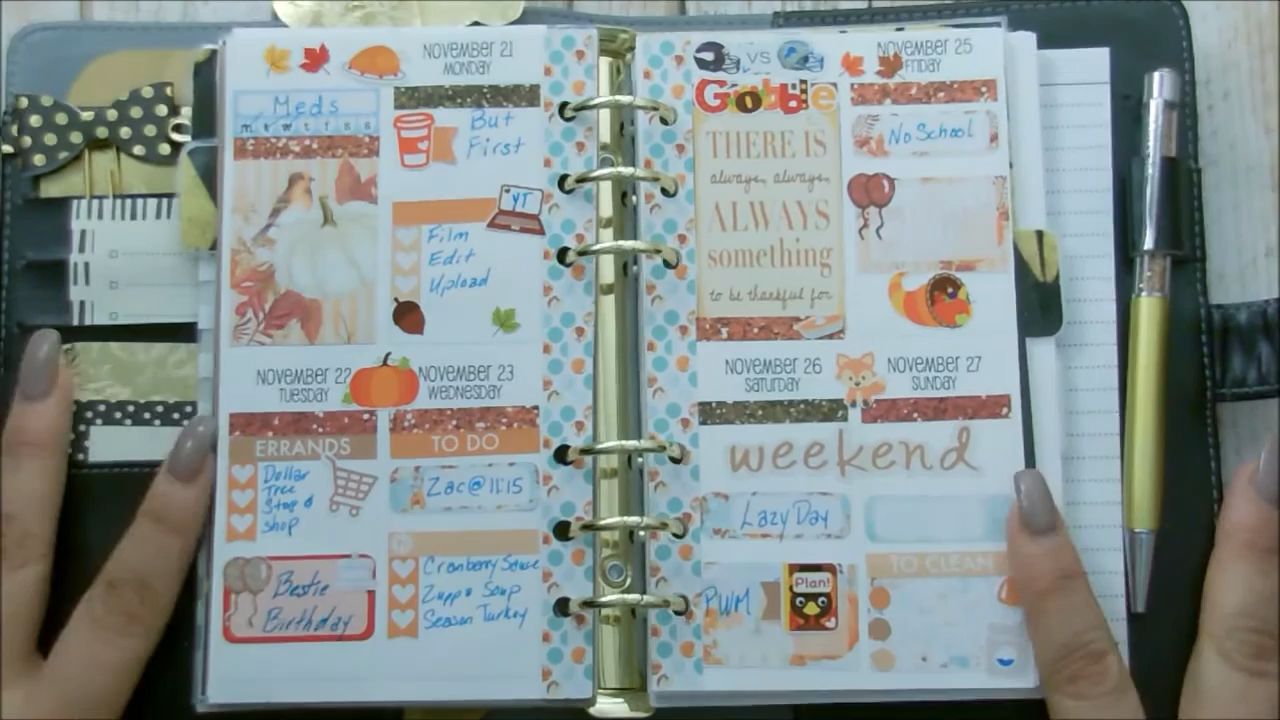 NOVEMBER 21
MONDAY
Meds
m t w t f s s
But
First
YT
Film
Edit
Upload
NOVEMBER 22
TUESDAY
ERRANDS
Dollar
Tree
Stop &
shop
Bestie
Birthday
NOVEMBER 23
WEDNESDAY
TO DO
Zac@11:15
Cranberry Sauce
Zuppa Soup
Season Turkey
VS
Gobble
THERE IS
always, always,
ALWAYS
something
to be thankful for
NOVEMBER 25
FRIDAY
No School
NOVEMBER 26
SATURDAY
NOVEMBER 27
SUNDAY
weekend
Lazy Day
PWM
Plan!
TO CLEAN